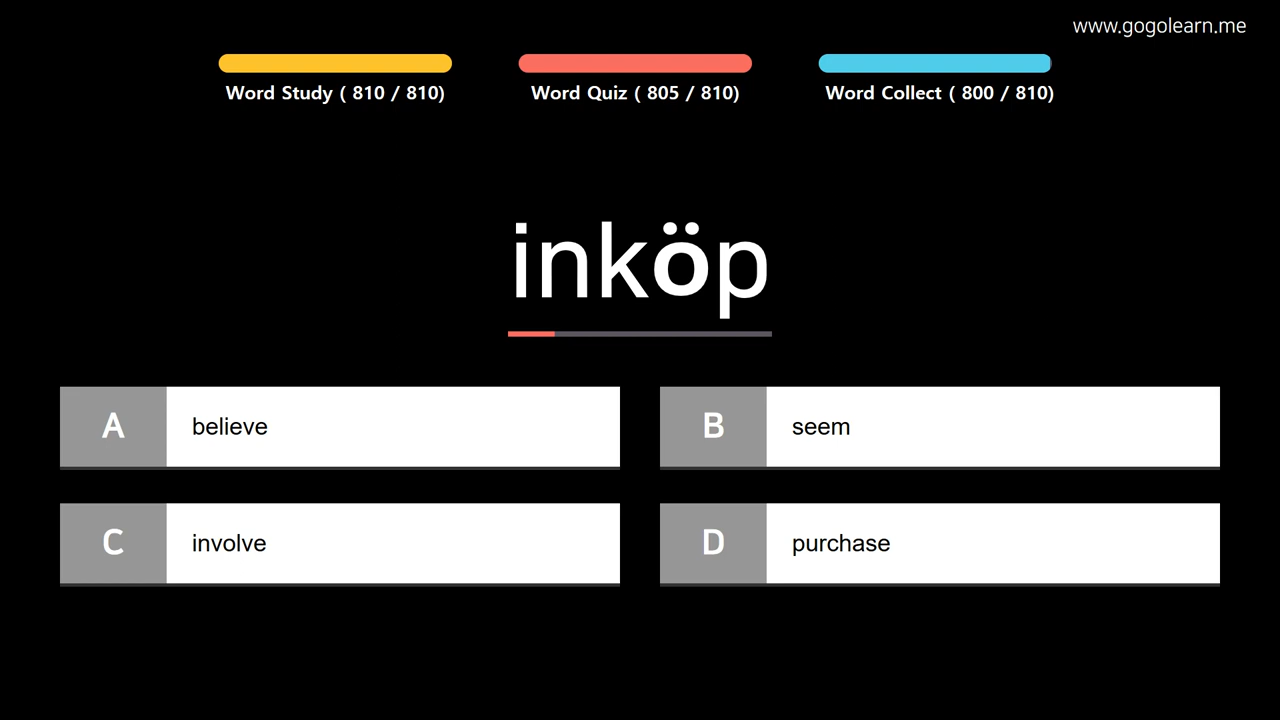 www.gogolearn.me
Word Study ( 810 / 810)
Word Quiz ( 805 / 810)
Word Collect ( 800 / 810)
inköp
A believe
B seem
C involve
D purchase